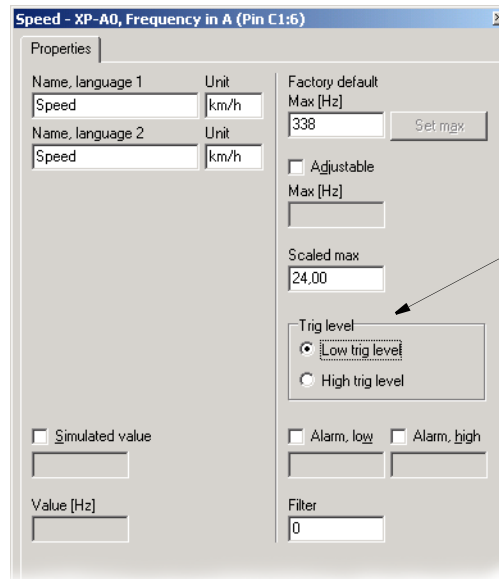 Speed - XP-A0, Frequency in A (Pin C1:6)
Properties
Name, language 1 Unit
Speed km/h
Name, language 2 Unit
Speed km/h
Simulated value
Value [Hz]
Factory default
Max [Hz]
338 Set max
Adjustable
Max [Hz]
Scaled max
24,00
Trig level
Low trig level
High trig level
Alarm, low Alarm, high
Filter
0